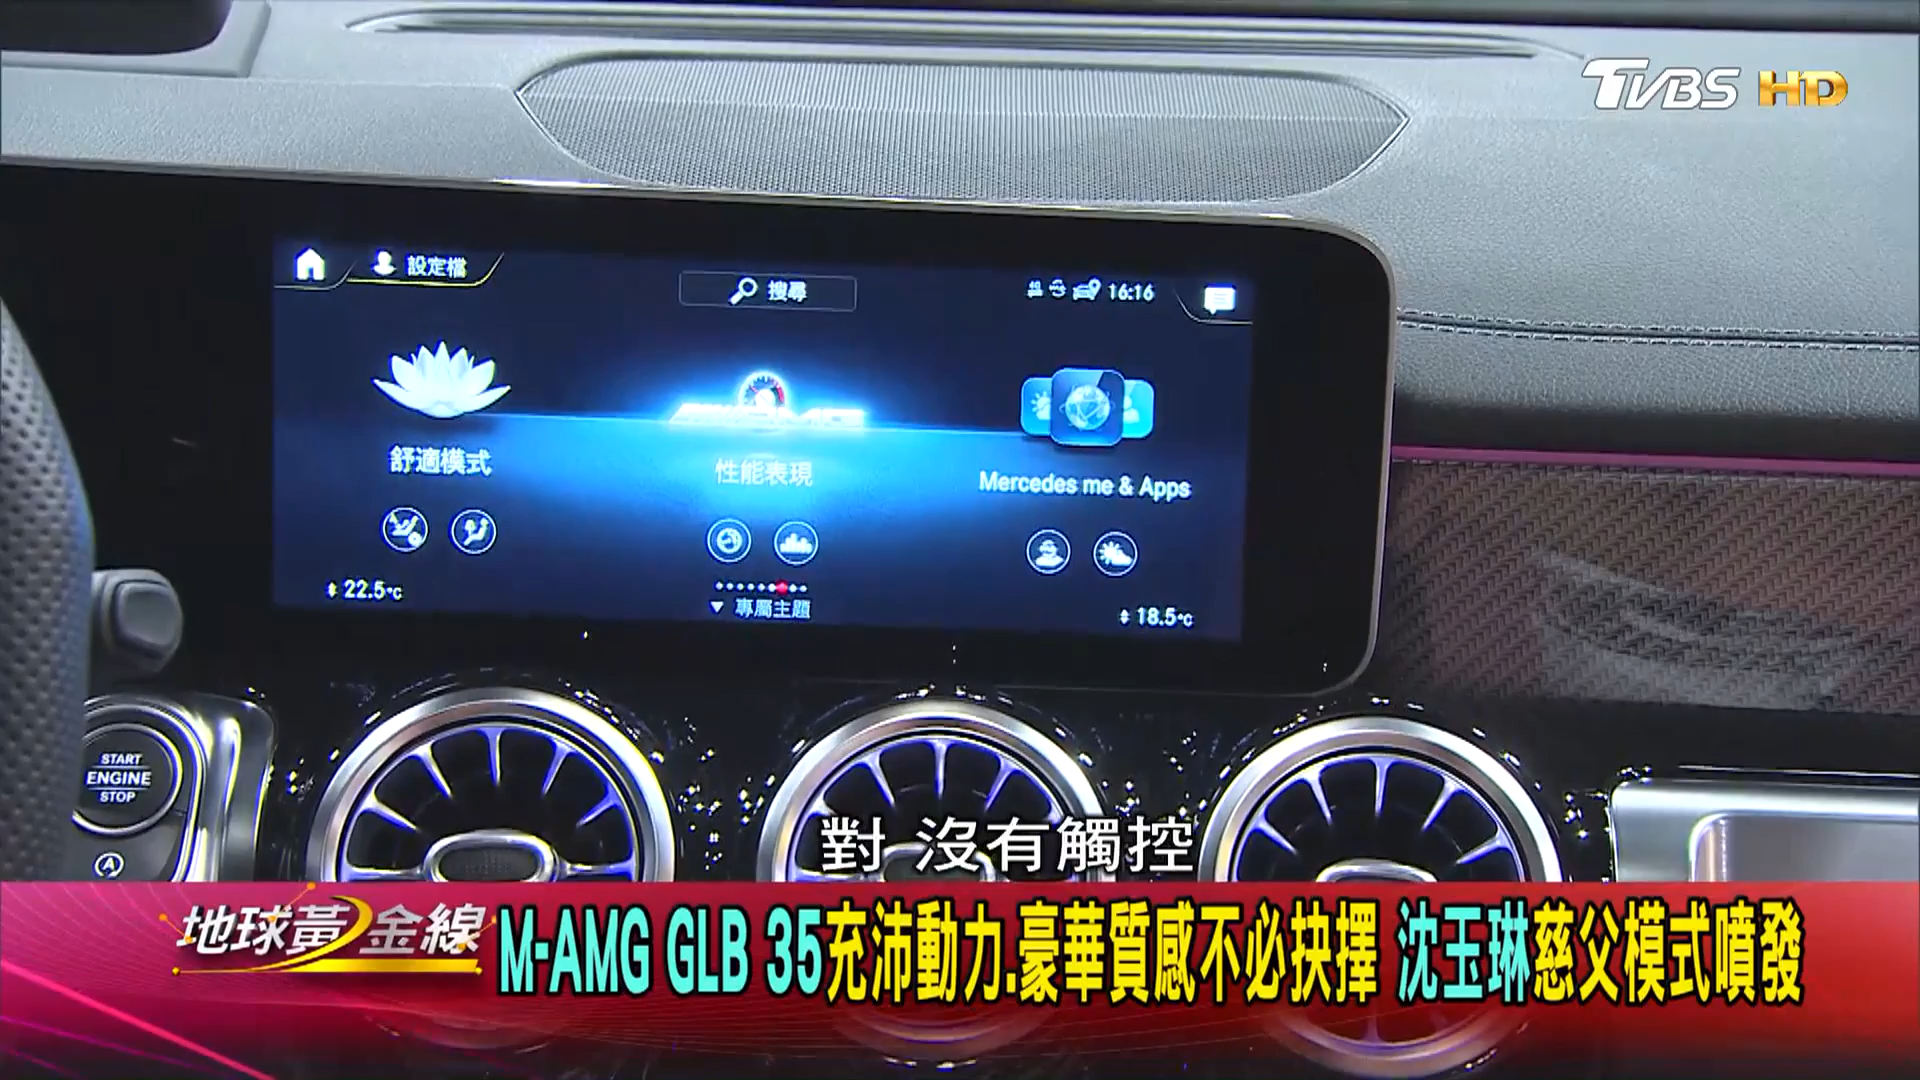 TVBS HD
設定檔
搜尋
16:16
舒適模式
性能表現
Mercedes me & Apps
22.5°C
專屬主題
18.5°C
START
ENGINE
STOP
A
對 沒有觸控
地球黃金線
M-AMG GLB 35充沛動力.豪華質感不必抉擇 沈玉琳慈父模式噴發